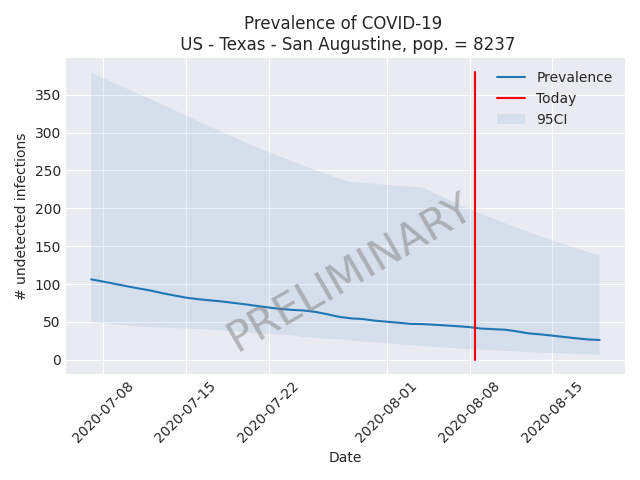 Prevalence of COVID-19
US - Texas - San Augustine, pop. = 8237
Prevalence
Today
95CI
# undetected infections
350
300
250
200
150
100
50
0
PRELIMINARY
2020-07-08
2020-07-15
2020-07-22
2020-08-01
2020-08-08
2020-08-15
Date